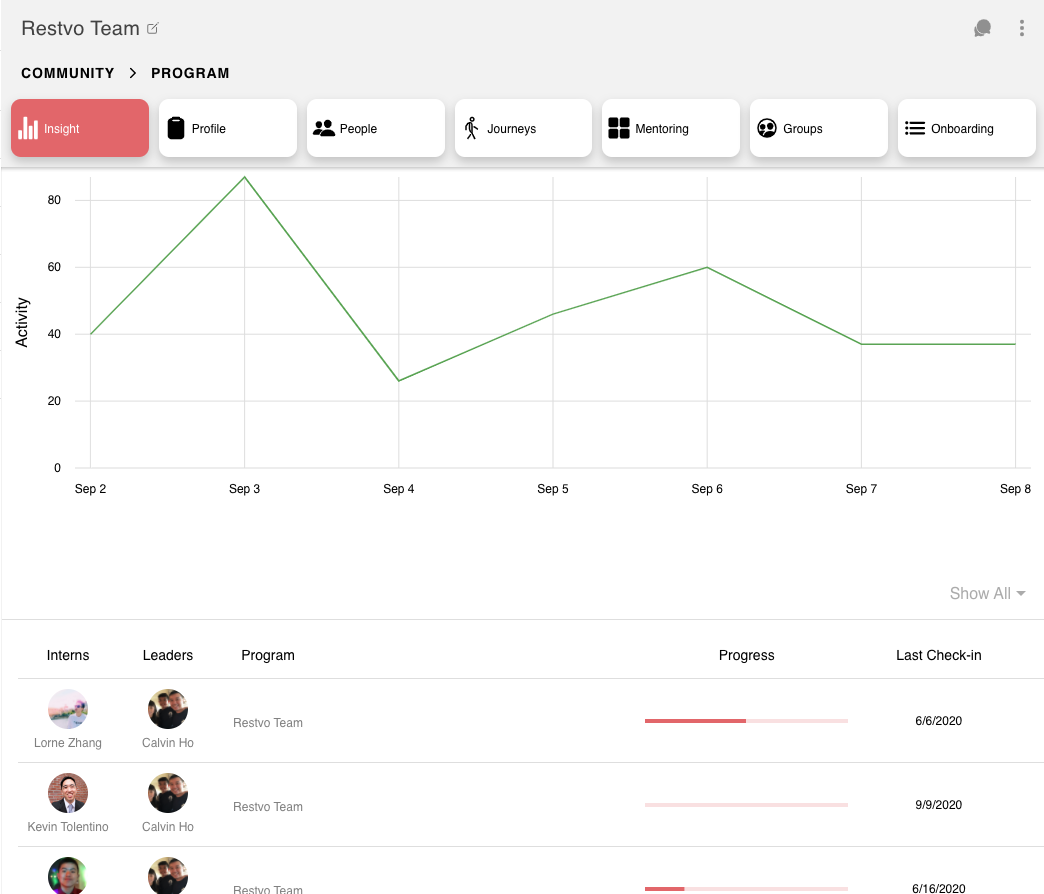 Restvo Team
COMMUNITY > PROGRAM
Insight
Profile
People
Journeys
Mentoring
Groups
Onboarding
Activity
80
60
40
20
0
Sep 2 Sep 3 Sep 4 Sep 5 Sep 6 Sep 7 Sep 8
Show All
Interns Leaders Program Progress Last Check-in
Lorne Zhang Calvin Ho Restvo Team 6/6/2020
Kevin Tolentino Calvin Ho Restvo Team 9/9/2020
Restvo Team 6/16/2020